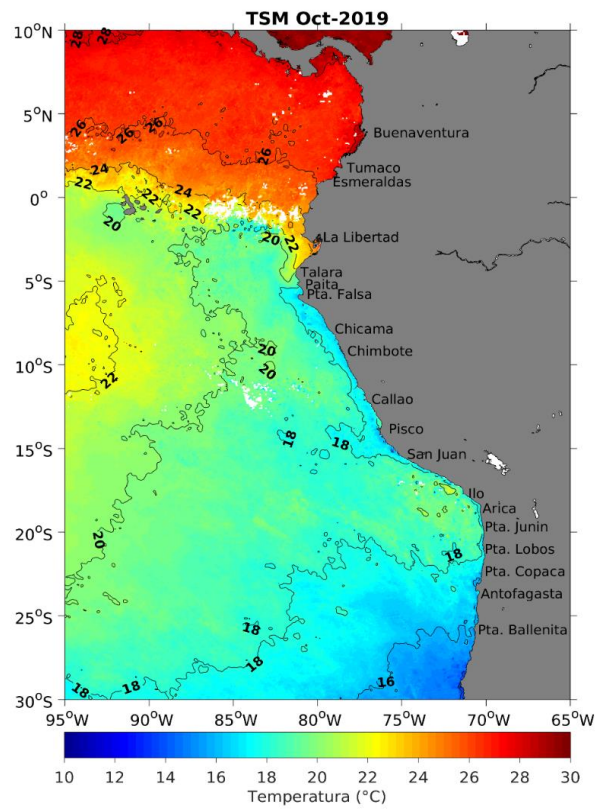 TSM Oct-2019
10°N
5°N
0°
5°S
10°S
15°S
20°S
25°S
30°S
28
28
26
26
26
26
24
24
22
22
22
22
20
20
20
20
22
18
18
20
18
18
18
18
18
16
Buenaventura
Tumaco
Esmeraldas
La Libertad
Talara
Paita
Pta. Falsa
Chicama
Chimbote
Callao
Pisco
San Juan
Ilo
Arica
Pta. Junin
Pta. Lobos
Pta. Copaca
Antofagasta
Pta. Ballenita
95°W 90°W 85°W 80°W 75°W 70°W 65°W
10 12 14 16 18 20 22 24 26 28 30
Temperatura (°C)